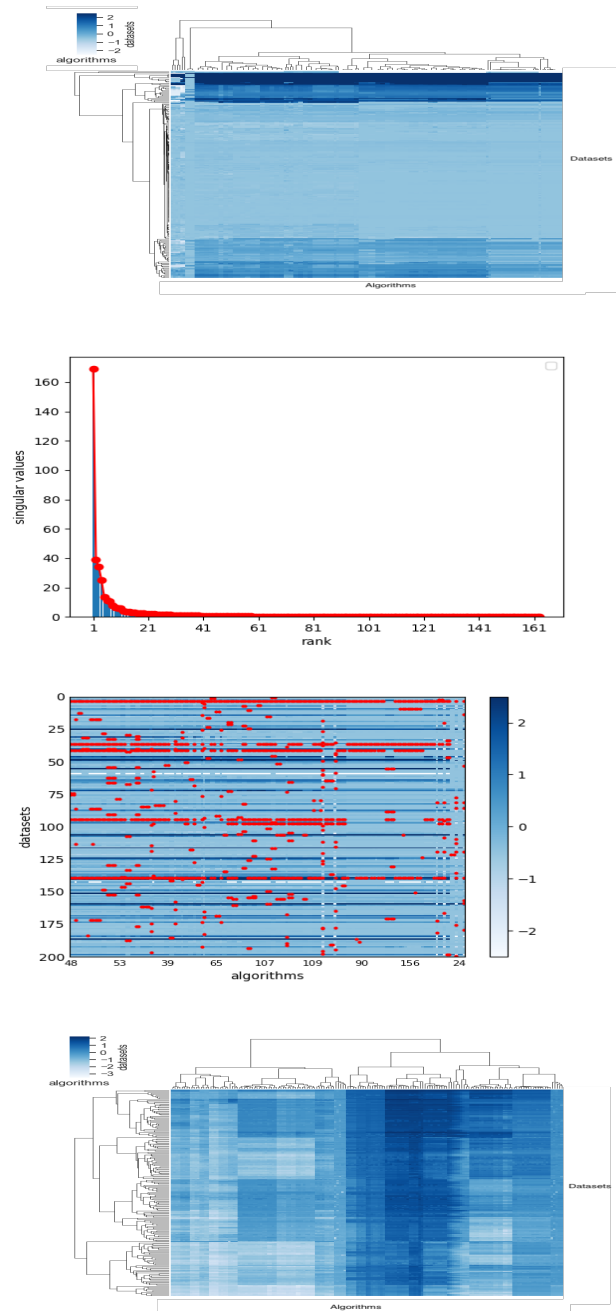 2
1
0
−1
−2
datasets
algorithms
Datasets
Algorithms
160
140
120
100
80
60
40
20
0
singular values
1 21 41 61 81 101 121 141 161
rank
0
25
50
75
100
125
150
175
200
datasets
48 53 39 65 107 109 90 156 24
algorithms
2
1
0
−1
−2
2
1
0
−1
−2
−3
datasets
algorithms
Datasets
Algorithms